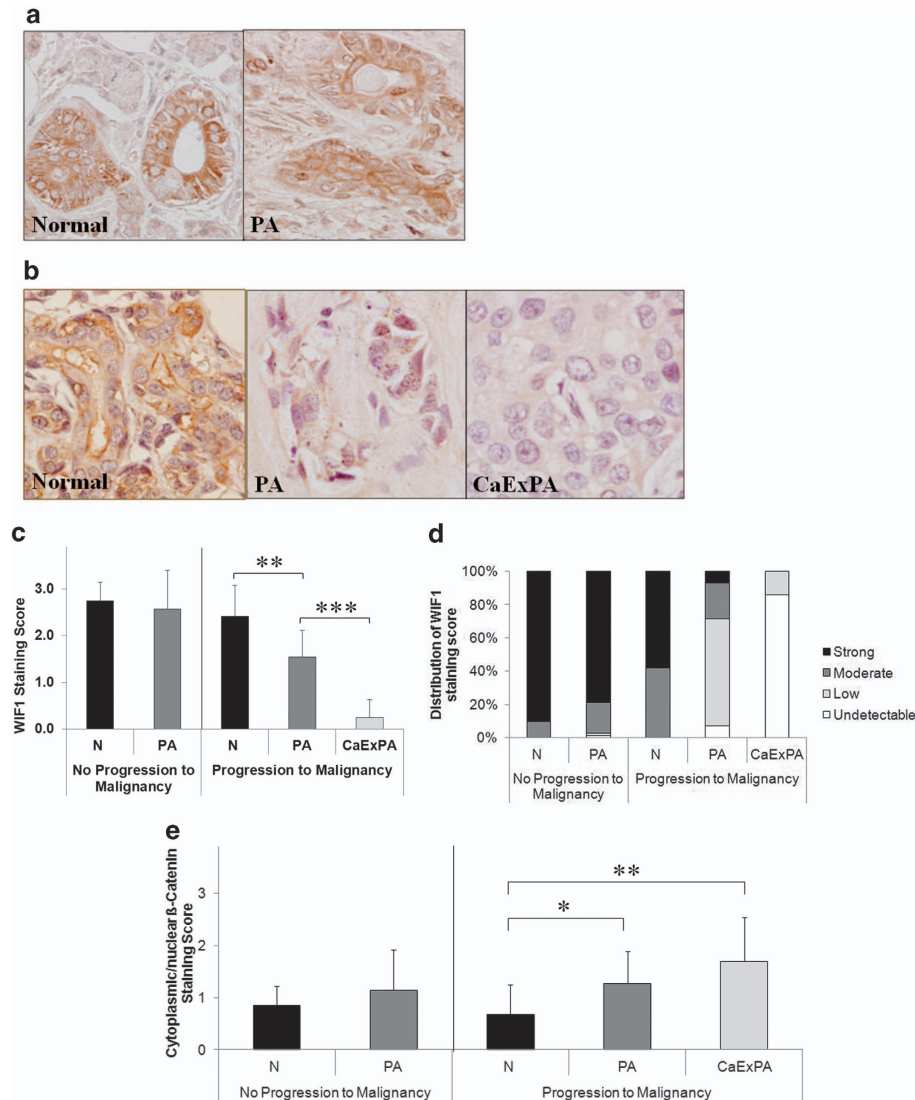 a
Normal
PA
b
Normal
PA
CaExPA
c
WIF1 Staining Score
3.0
2.0
1.0
0.0
**
***
N
PA
N
PA
CaExPA
No Progression to
Malignancy
Progression to Malignancy
d
Distribution of WIF1
staining score
100%
80%
60%
40%
20%
0%
N
PA
N
PA
CaExPA
No Progression to
Malignancy
Progression to Malignancy
Strong
Moderate
Low
Undetectable
e
Cytoplasmic/nuclear ß-Catenin
Staining Score
3
2
1
0
**
*
N
PA
N
PA
CaExPA
No Progression to Malignancy
Progression to Malignancy